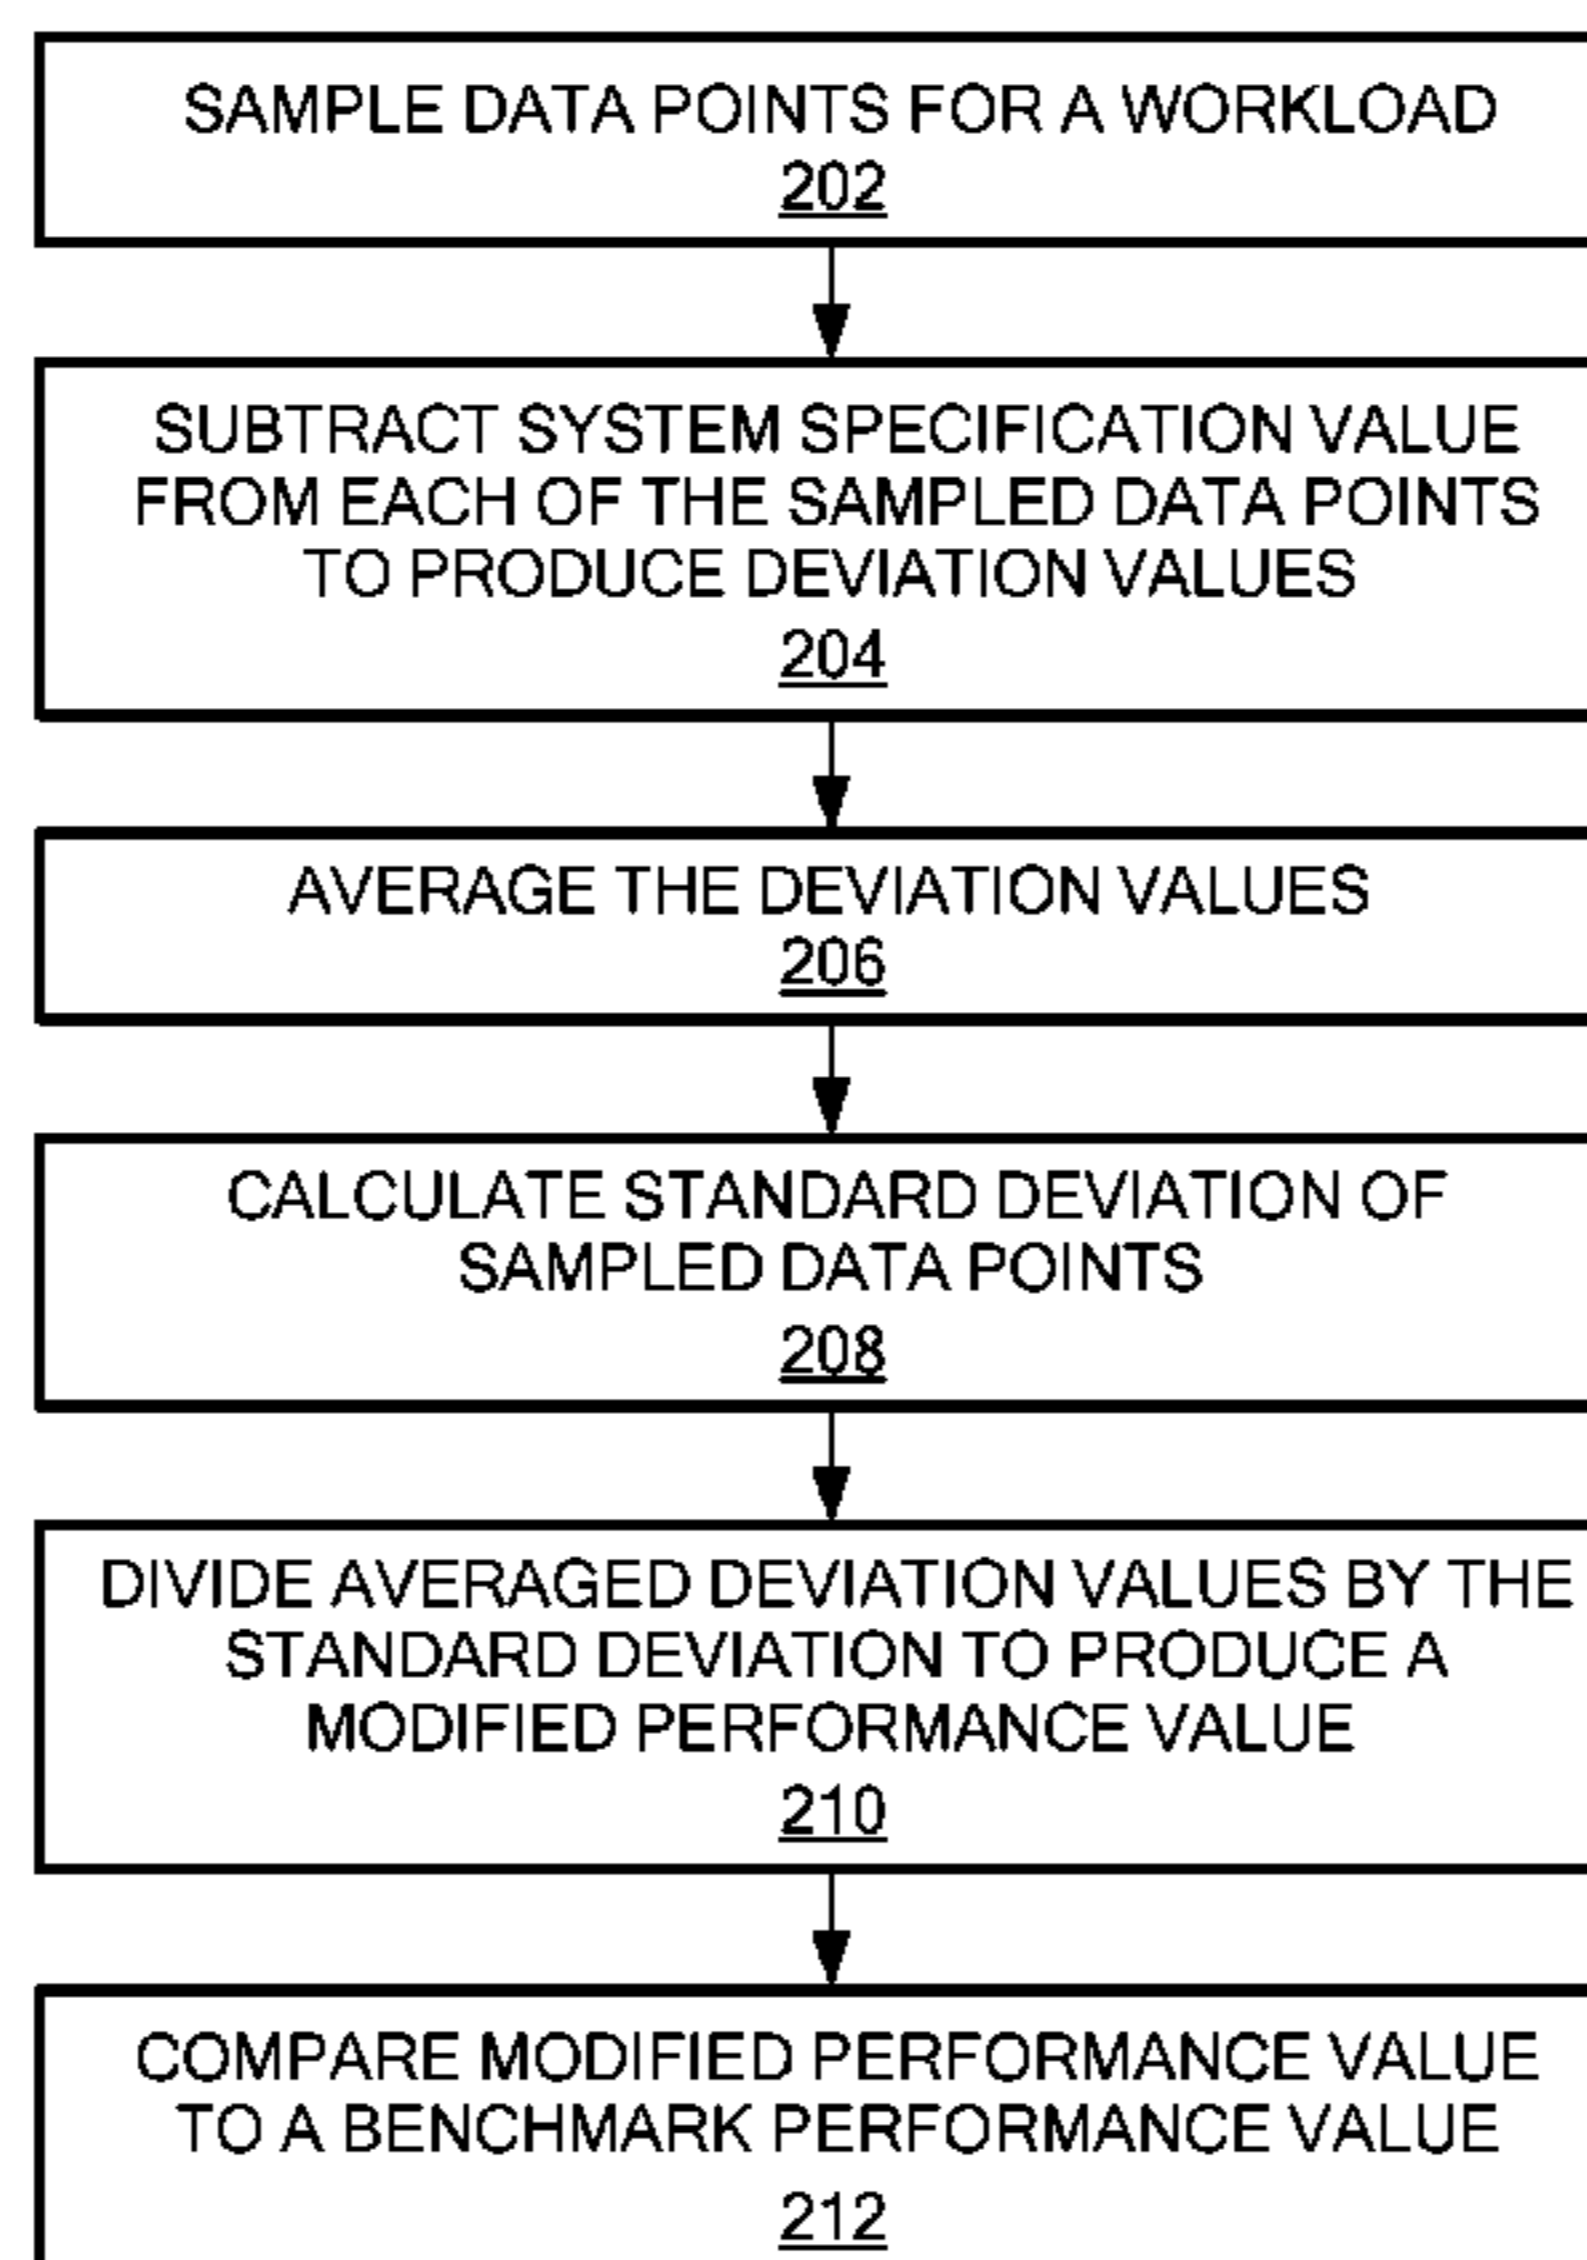 SAMPLE DATA POINTS FOR A WORKLOAD
202
SUBTRACT SYSTEM SPECIFICATION VALUE
FROM EACH OF THE SAMPLED DATA POINTS
TO PRODUCE DEVIATION VALUES
204
AVERAGE THE DEVIATION VALUES
206
CALCULATE STANDARD DEVIATION OF
SAMPLED DATA POINTS
208
DIVIDE AVERAGED DEVIATION VALUES BY THE
STANDARD DEVIATION TO PRODUCE A
MODIFIED PERFORMANCE VALUE
210
COMPARE MODIFIED PERFORMANCE VALUE
TO A BENCHMARK PERFORMANCE VALUE
212